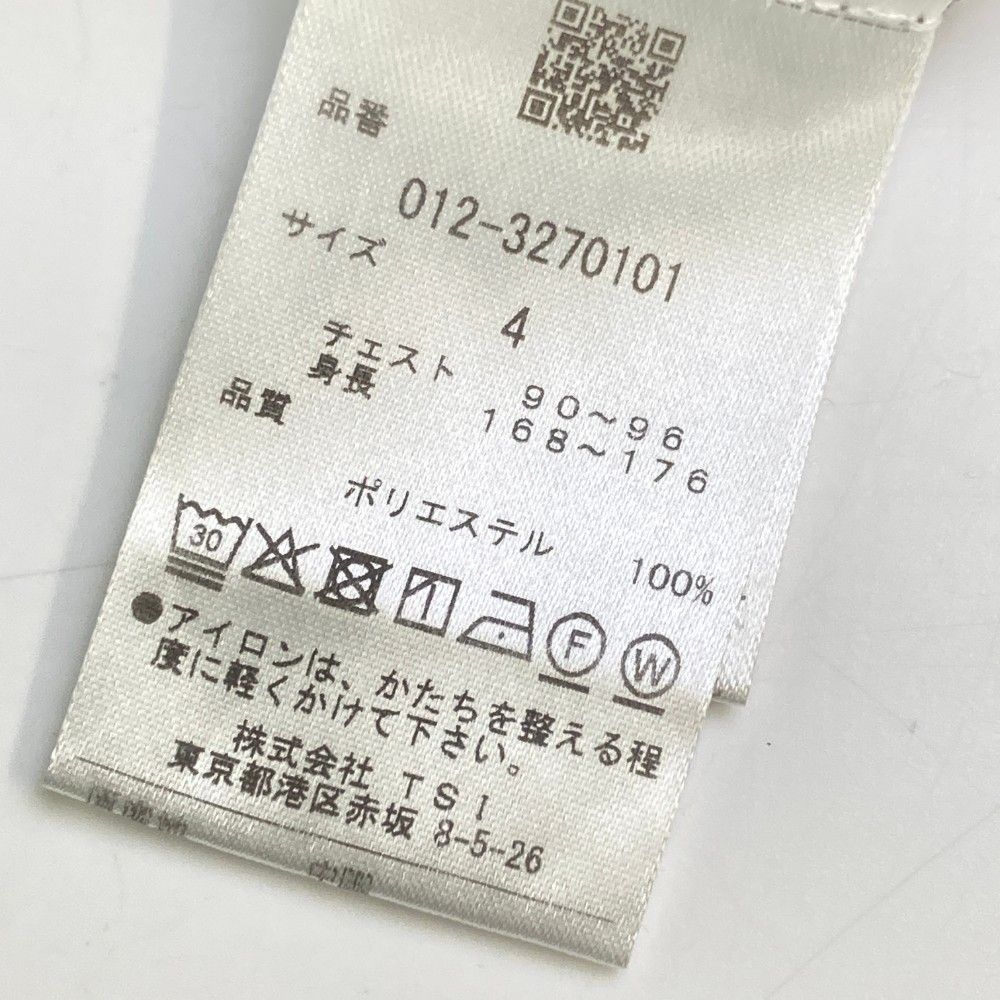 品番
012-3270101
サイズ
4
チェスト 90～96
身長 168～176
品質
ポリエステル 100%
30
F
W
●アイロンは、かたちを整える程
度に軽くかけて下さい。
株式会社 TSI
東京都港区赤坂 8-5-26
中国